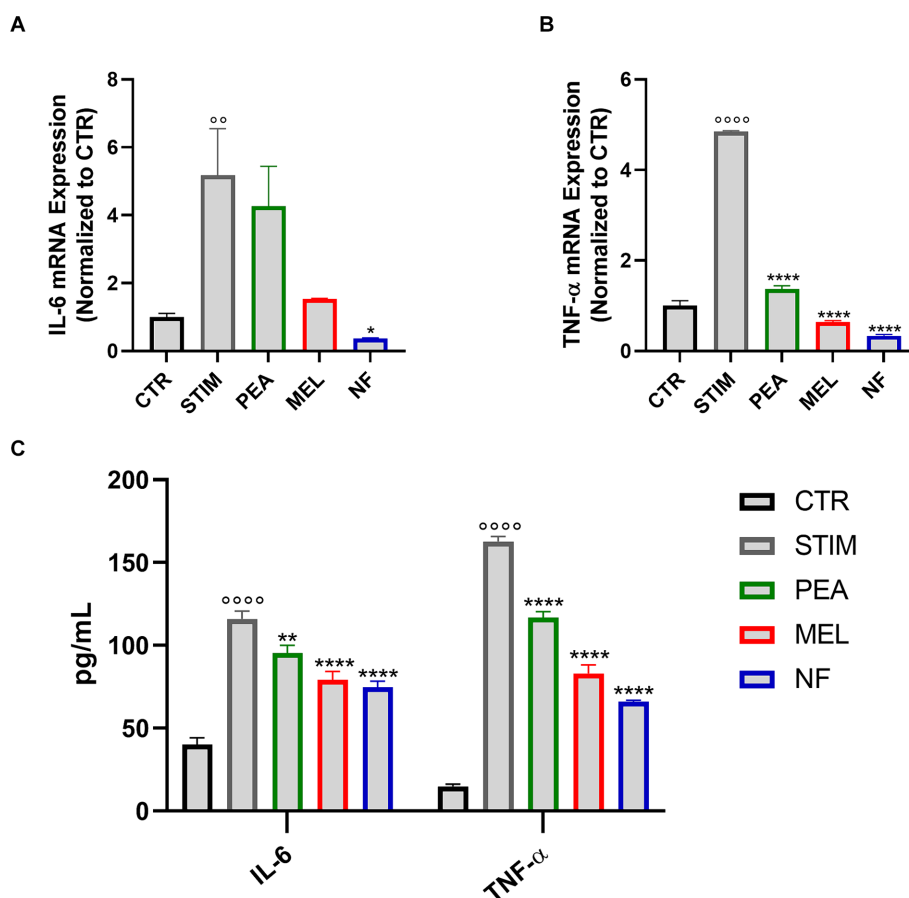 A
IL-6 mRNA Expression
(Normalized to CTR)
8
6
4
2
0
°°
*
CTR
STIM
PEA
MEL
NF
B
TNF-α mRNA Expression
(Normalized to CTR)
6
4
2
0
°°°°
****
****
****
CTR
STIM
PEA
MEL
NF
C
pg/mL
200
150
100
50
0
°°°°
**
****
****
°°°°
****
****
****
IL-6
TNF-α
CTR
STIM
PEA
MEL
NF